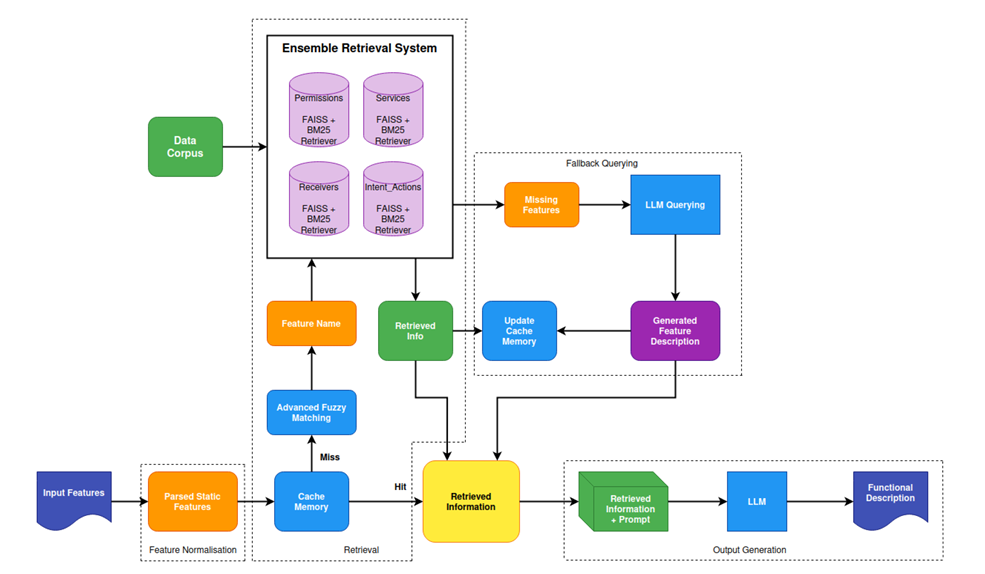 Ensemble Retrieval System
Permissions
FAISS +
BM25
Retriever
Services
FAISS +
BM25
Retriever
Data
Corpus
Receivers
FAISS +
BM25
Retriever
Intent_Actions
FAISS +
BM25
Retriever
Fallback Querying
Missing
Features
LLM Querying
Feature Name
Retrieved
Info
Update
Cache
Memory
Generated
Feature
Description
Advanced Fuzzy
Matching
Miss
Input Features
Parsed Static
Features
Cache
Memory
Hit
Retrieved
Information
Retrieved
Information
+ Prompt
LLM
Functional
Description
Feature Normalisation
Retrieval
Output Generation